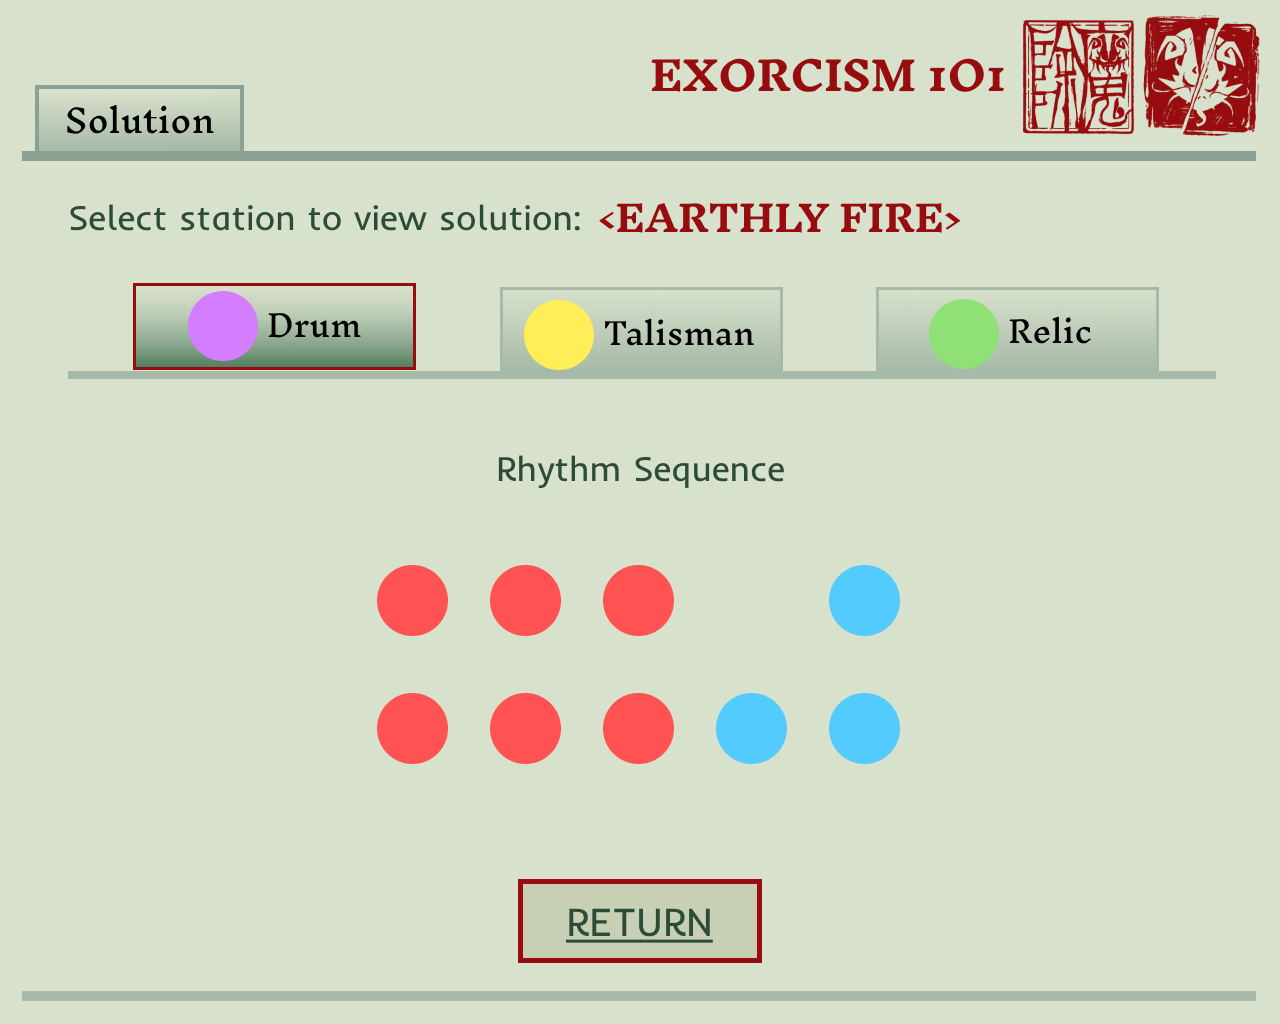 EXORCISM 101
Solution
Select station to view solution: <EARTHLY FIRE>
Drum
Talisman
Relic
Rhythm Sequence
RETURN